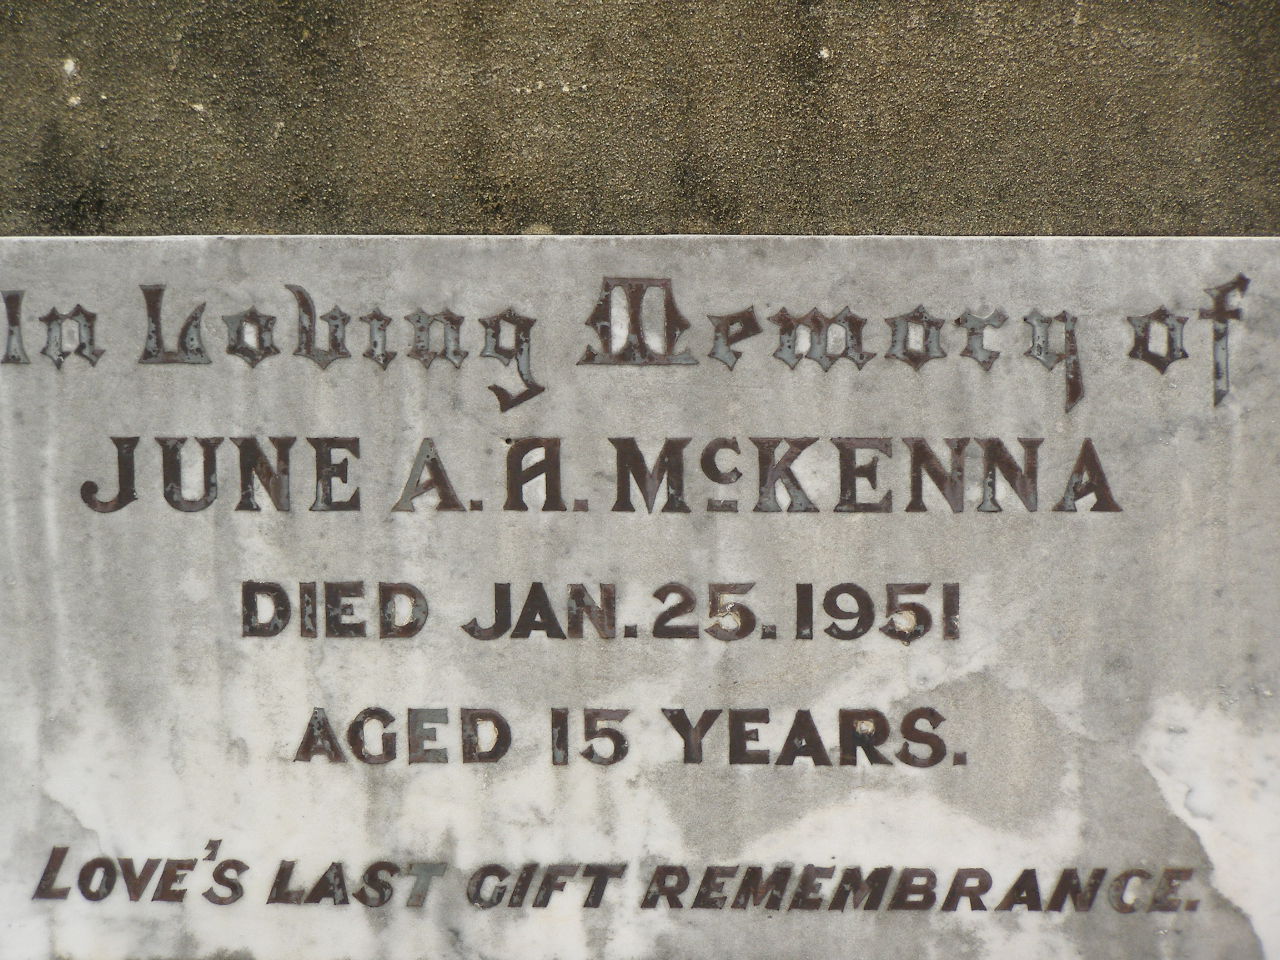 In Loving Memory of
JUNE A. A. McKENNA
DIED JAN. 25. 1951
AGED 15 YEARS.
LOVE'S LAST GIFT REMEMBRANCE.